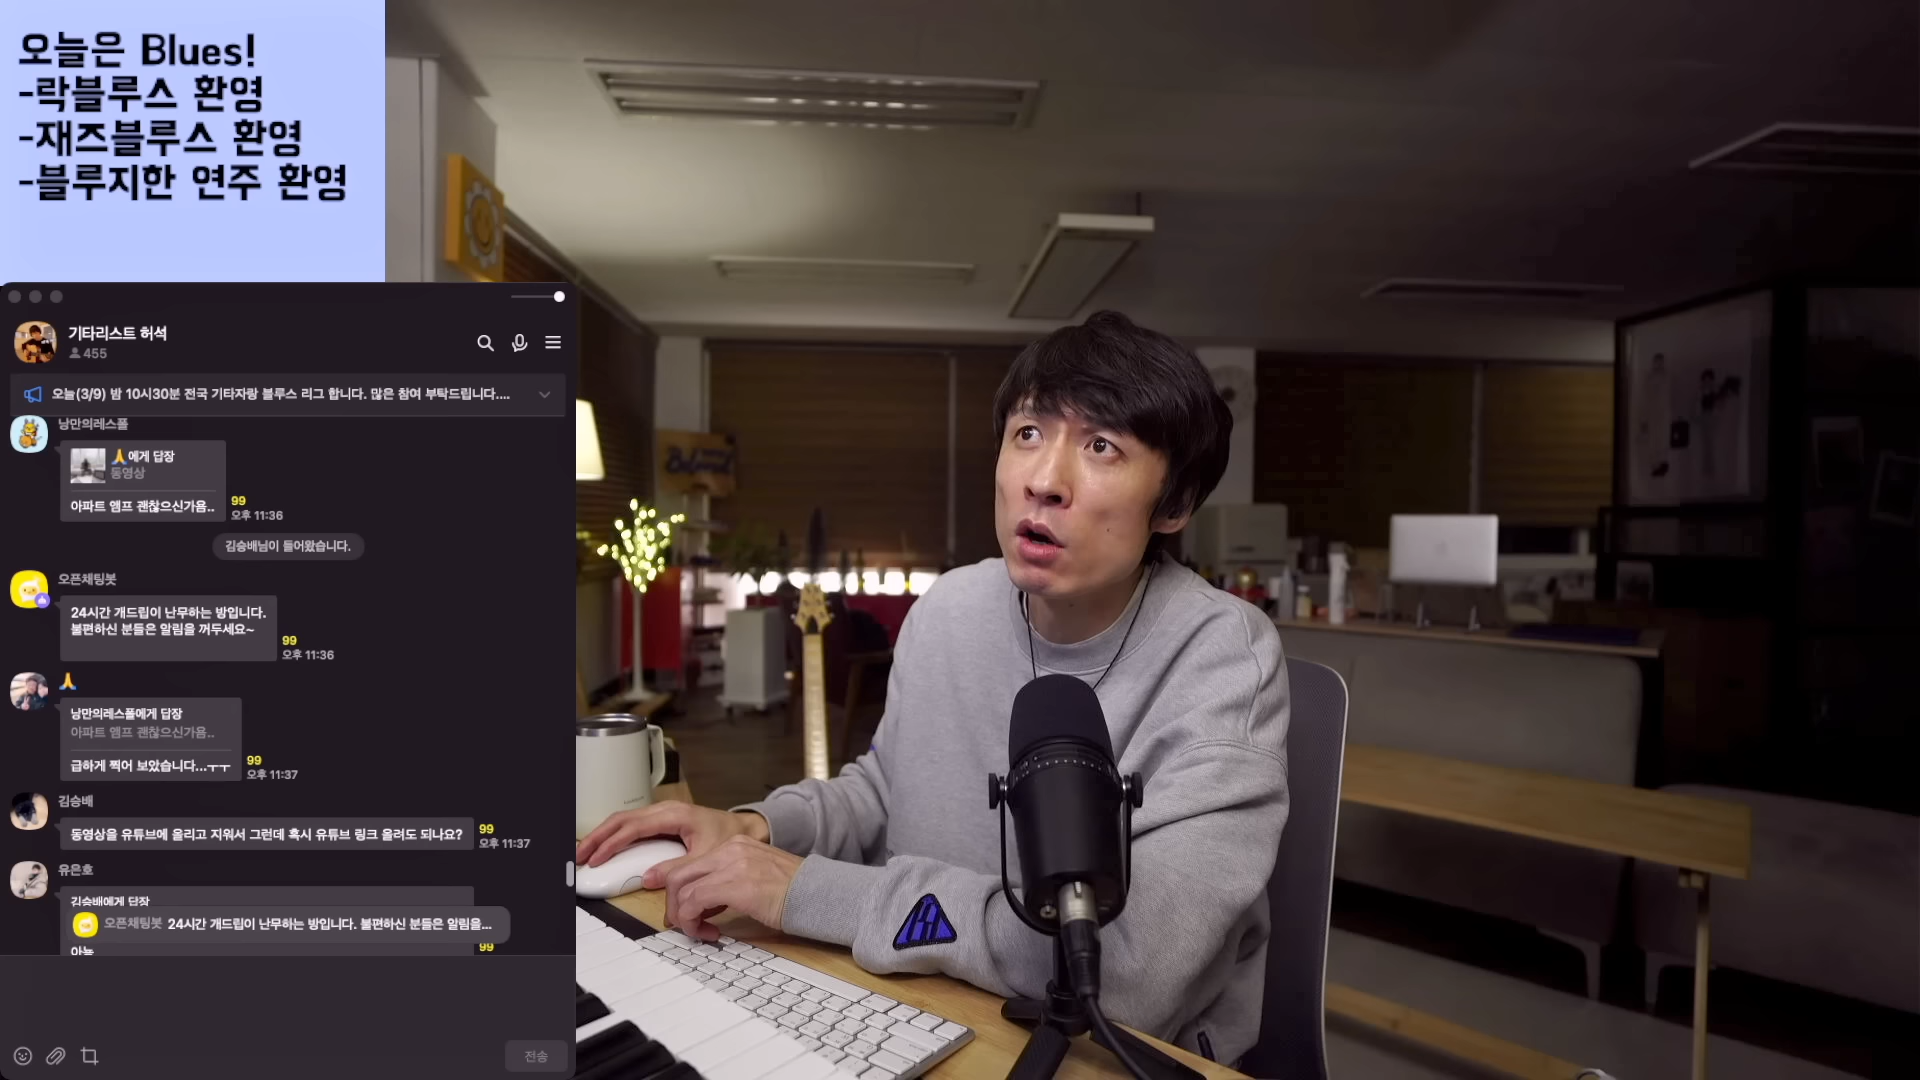 오늘은 Blues!
-락블루스 환영
-재즈블루스 환영
-블루지한 연주 환영
기타리스트 허석
455
오늘(3/9) 밤 10시30분 전국 기타자랑 블루스 리그 합니다. 많은 참여 부탁드립니다....
낭만의레스폴
🙏에게 답장
동영상
아파트 앰프 괜찮으신가욤..
99
오후 11:36
김승배님이 들어왔습니다.
오픈채팅봇
24시간 개드립이 난무하는 방입니다.
불편하신 분들은 알림을 꺼두세요~
99
오후 11:36
🙏
낭만의레스폴에게 답장
아파트 앰프 괜찮으신가욤..
급하게 찍어 보았습니다...ㅜㅜ
99
오후 11:37
김승배
동영상을 유튜브에 올리고 지워서 그런데 혹시 유튜브 링크 올려도 되나요?
99
오후 11:37
유은호
김승배에게 답장
오픈채팅봇 24시간 개드립이 난무하는 방입니다. 불편하신 분들은 알림을...
99
전송